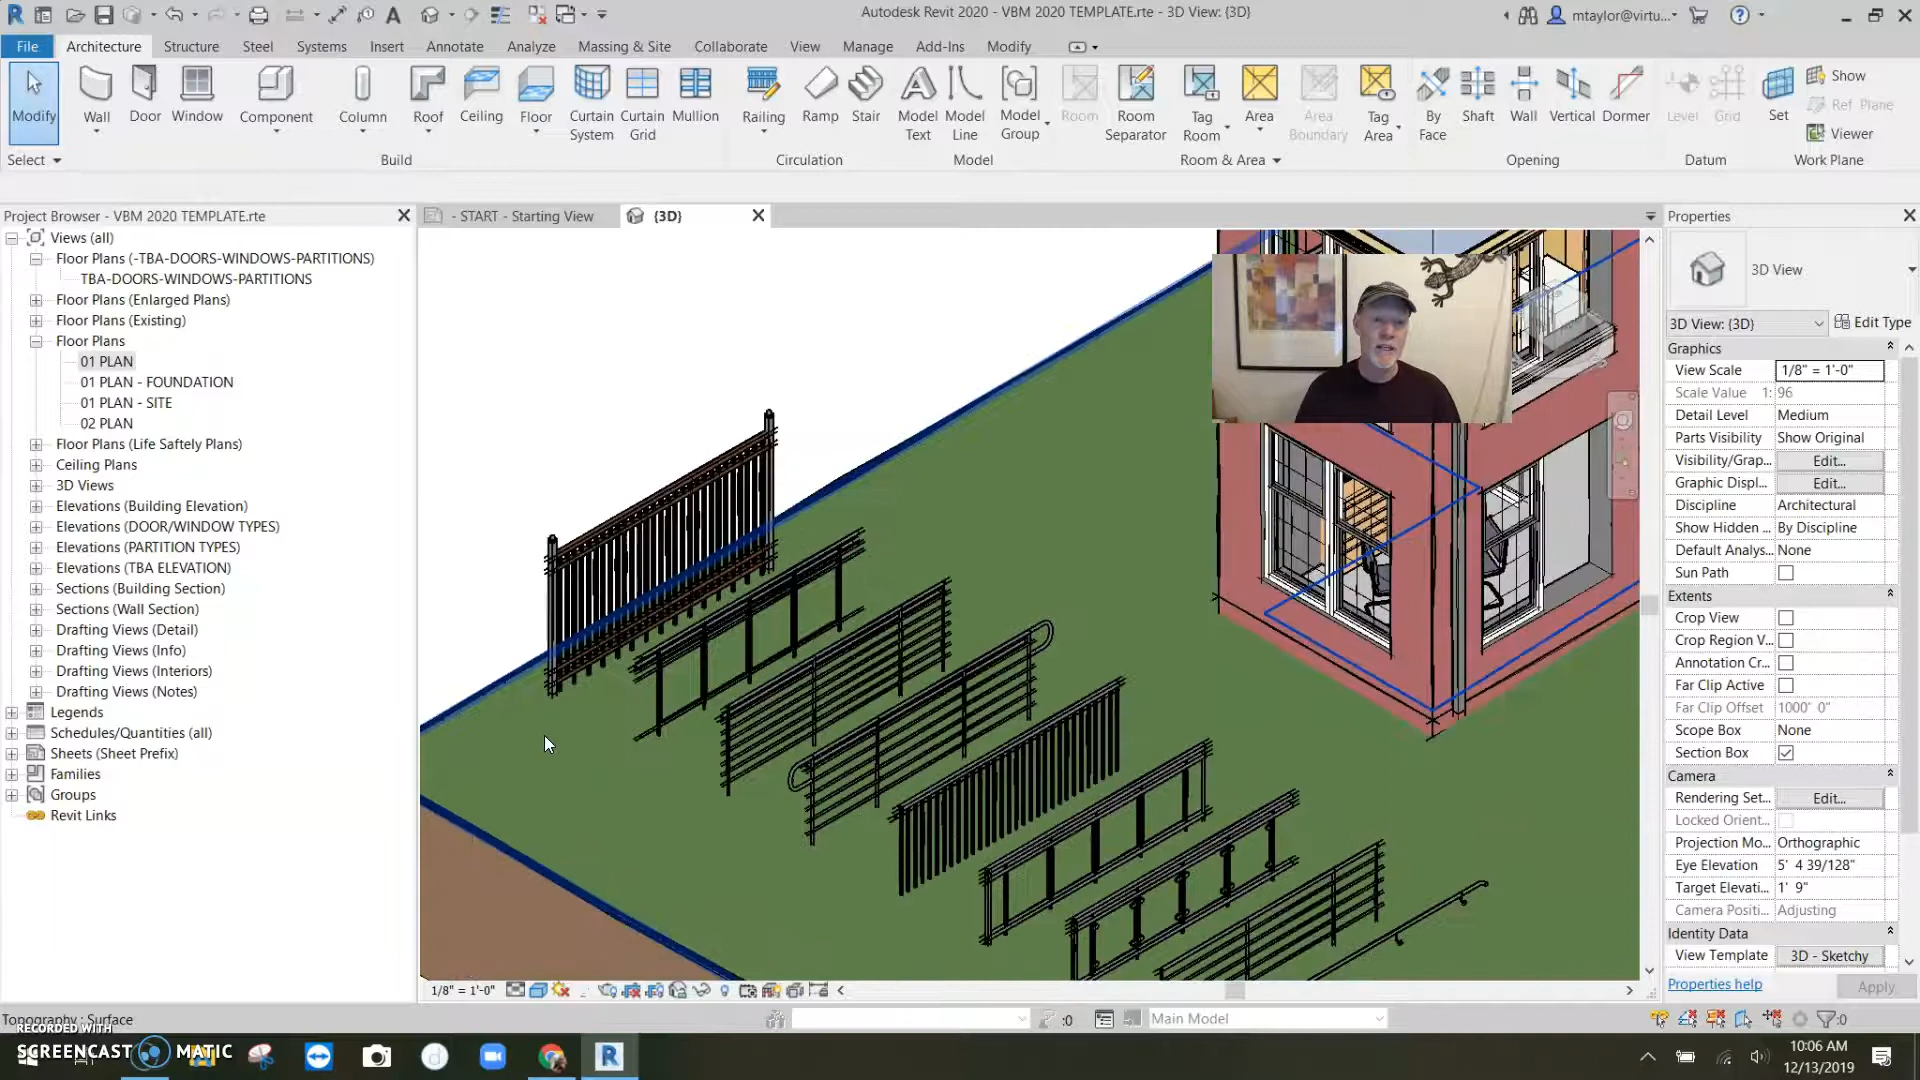 Autodesk Revit 2020 - VBM 2020 TEMPLATE.rte - 3D View: {3D}
mtaylor@virtu...
File Architecture Structure Steel Systems Insert Annotate Analyze Massing & Site Collaborate View Manage Add-Ins Modify
Modify Wall Door Window Component Column Roof Ceiling Floor Curtain System Curtain Grid Mullion Railing Ramp Stair Model Text Model Line Model Group Room Room Separator Tag Room Area Area Boundary Tag Area By Face Shaft Wall Vertical Dormer Level Grid Set Show Ref Plane Viewer
Select Build Circulation Model Room & Area Opening Datum Work Plane
Project Browser - VBM 2020 TEMPLATE.rte
Views (all)
Floor Plans (-TBA-DOORS-WINDOWS-PARTITIONS)
TBA-DOORS-WINDOWS-PARTITIONS
Floor Plans (Enlarged Plans)
Floor Plans (Existing)
Floor Plans
01 PLAN
01 PLAN - FOUNDATION
01 PLAN - SITE
02 PLAN
Floor Plans (Life Saftely Plans)
Ceiling Plans
3D Views
Elevations (Building Elevation)
Elevations (DOOR/WINDOW TYPES)
Elevations (PARTITION TYPES)
Elevations (TBA ELEVATION)
Sections (Building Section)
Sections (Wall Section)
Drafting Views (Detail)
Drafting Views (Info)
Drafting Views (Interiors)
Drafting Views (Notes)
Legends
Schedules/Quantities (all)
Sheets (Sheet Prefix)
Families
Groups
Revit Links
- START - Starting View
{3D}
Properties
3D View
3D View: {3D} Edit Type
Graphics
View Scale 1/8" = 1'-0"
Scale Value 1: 96
Detail Level Medium
Parts Visibility Show Original
Visibility/Grap... Edit...
Graphic Displ... Edit...
Discipline Architectural
Show Hidden ... By Discipline
Default Analys... None
Sun Path
Extents
Crop View
Crop Region V...
Annotation Cr...
Far Clip Active
Far Clip Offset 1000' 0"
Scope Box None
Section Box
Camera
Rendering Set... Edit...
Locked Orient...
Projection Mo... Orthographic
Eye Elevation 5' 4 39/128"
Target Elevati... 1' 9"
Camera Positi... Adjusting
Identity Data
View Template 3D - Sketchy
Properties help Apply
1/8" = 1'-0"
Topography : Surface
:0
Main Model
:0
RECORDED WITH
SCREENCAST MATIC
10:06 AM
12/13/2019